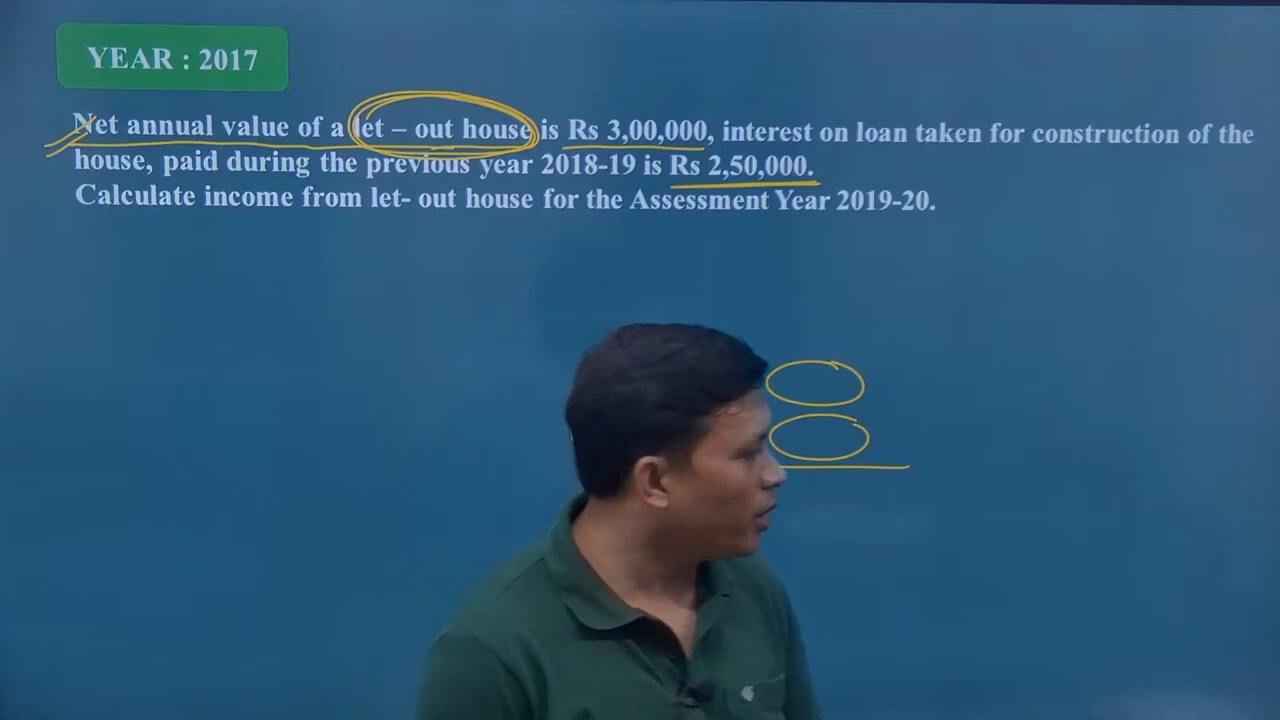 YEAR : 2017
Net annual value of a let – out house is Rs 3,00,000, interest on loan taken for construction of the
house, paid during the previous year 2018-19 is Rs 2,50,000.
Calculate income from let- out house for the Assessment Year 2019-20.